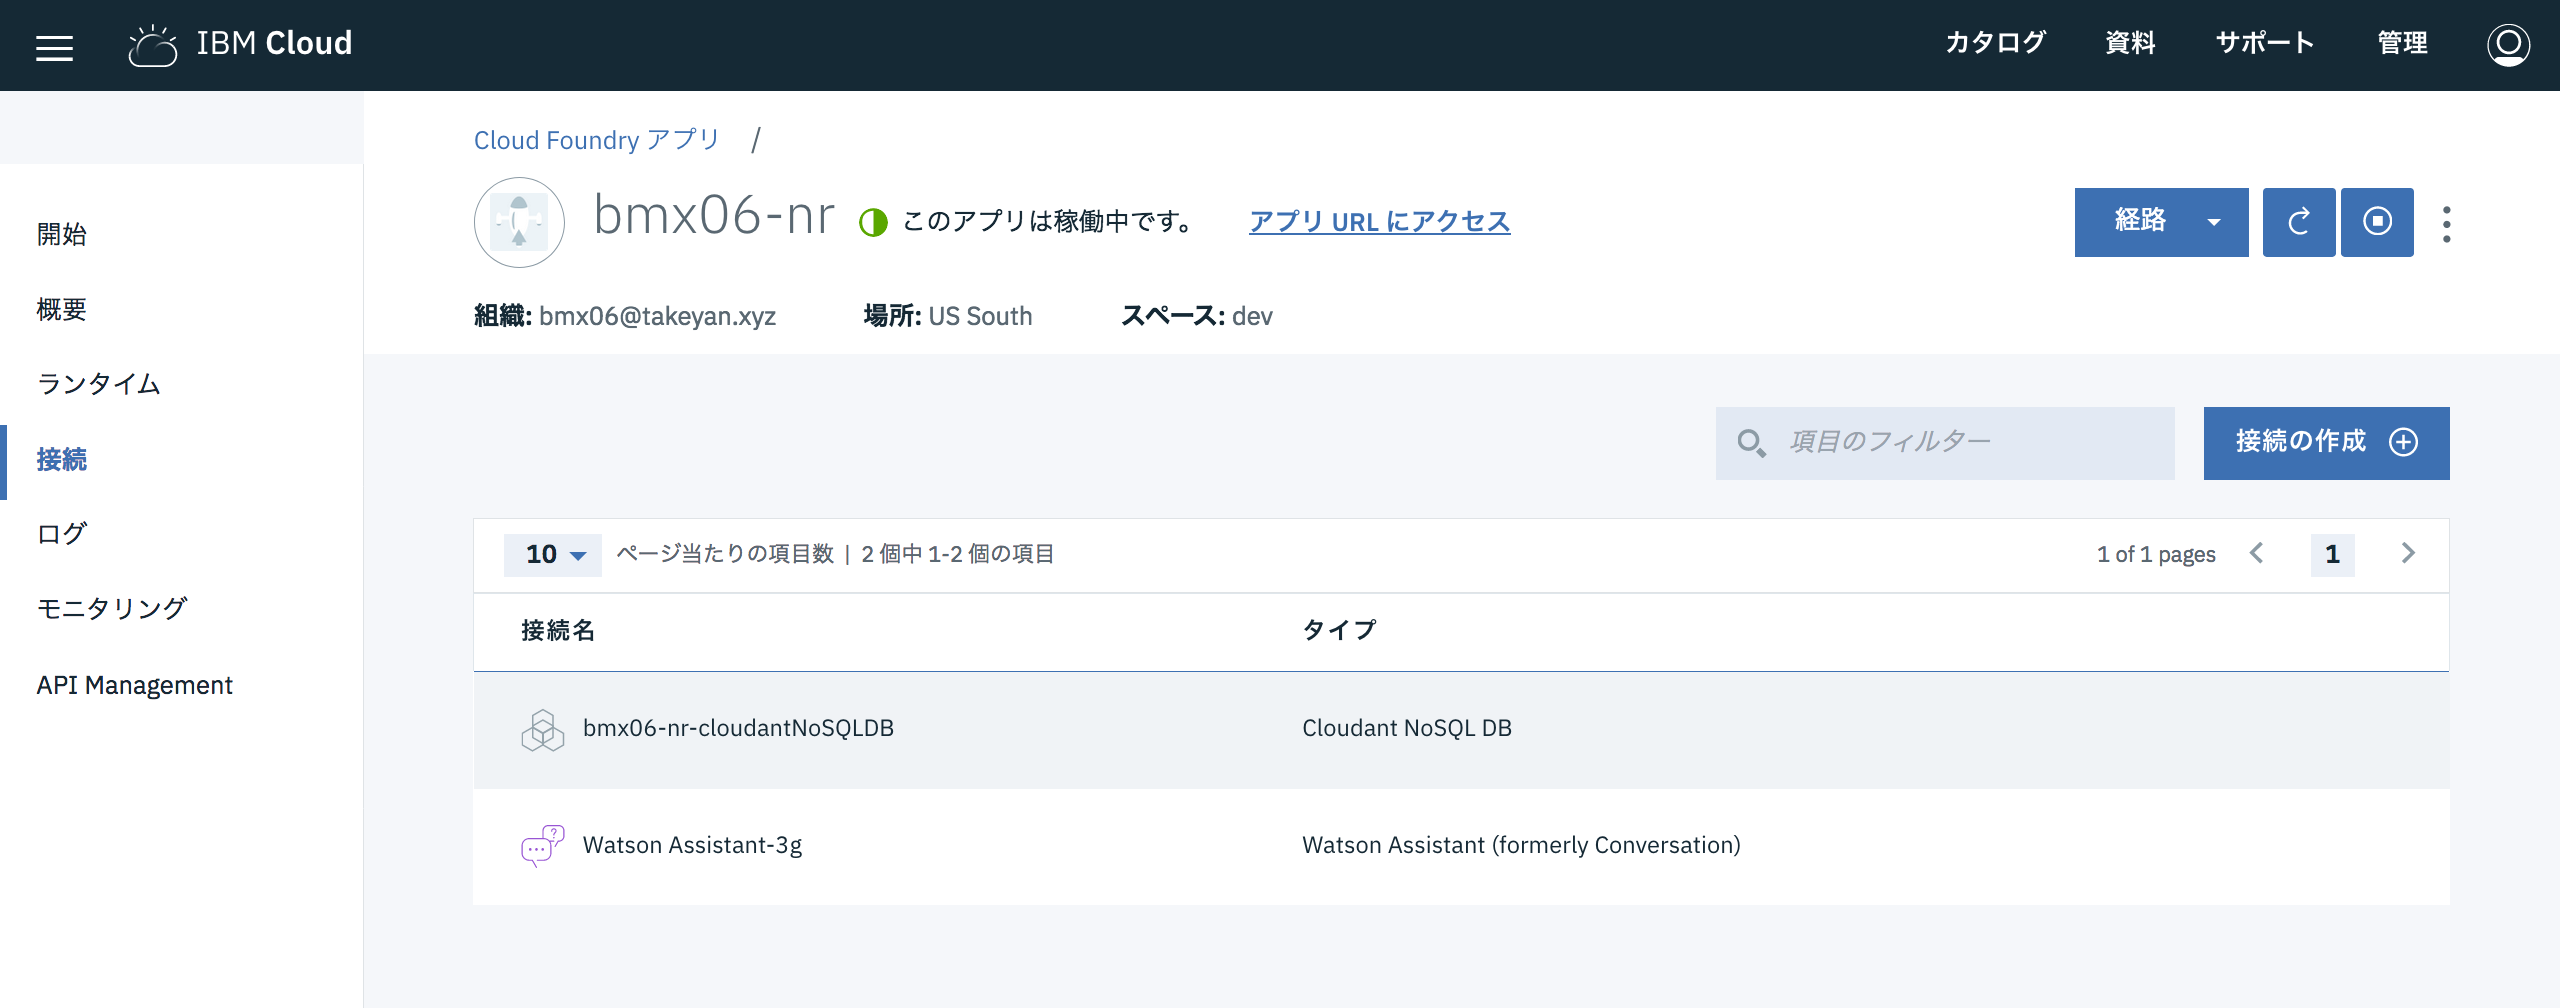 IBM Cloud
カタログ 資料 サポート 管理
Cloud Foundry アプリ /
bmx06-nr このアプリは稼働中です。 アプリ URL にアクセス
経路
組織: bmx06@takeyan.xyz 場所: US South スペース: dev
開始
概要
ランタイム
接続
ログ
モニタリング
API Management
項目のフィルター
接続の作成
10 ページ当たりの項目数 | 2 個中 1-2 個の項目
1 of 1 pages 1
接続名 タイプ
bmx06-nr-cloudantNoSQLDB Cloudant NoSQL DB
Watson Assistant-3g Watson Assistant (formerly Conversation)